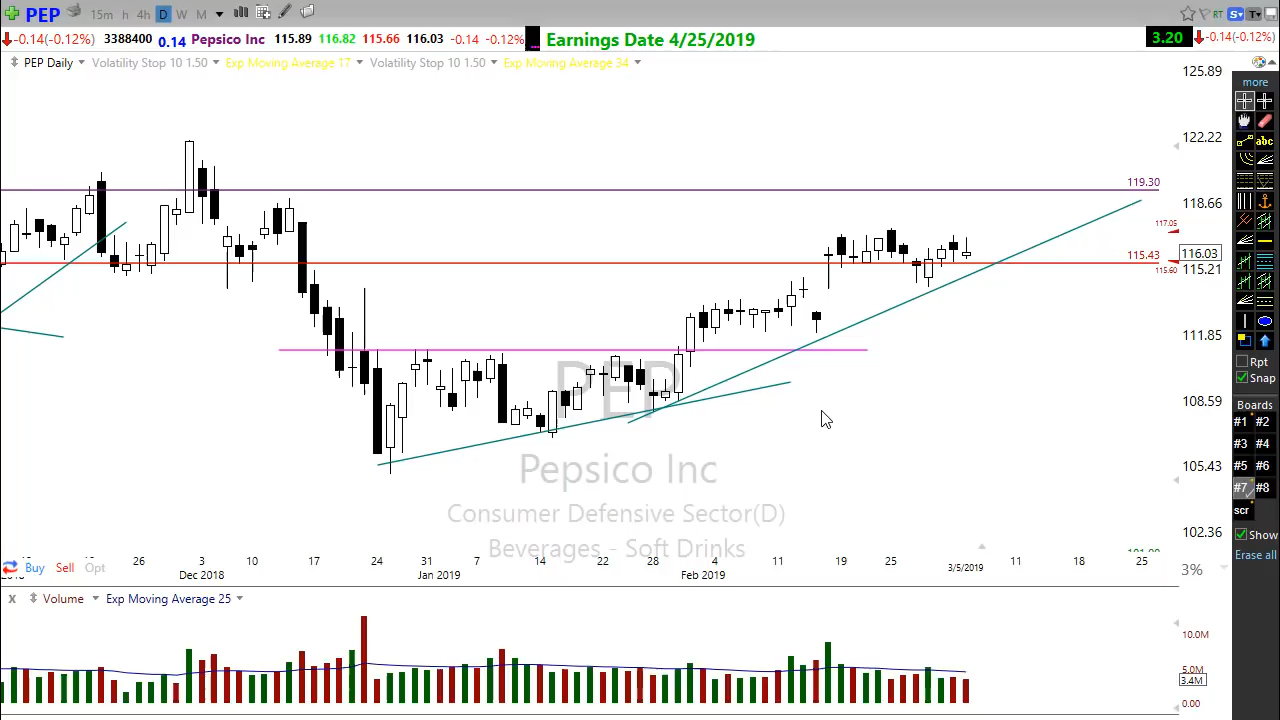 PEP 15m h 4h D W M RT S T
-0.14(-0.12%) 3388400 0.14 Pepsico Inc 115.89 116.82 115.66 116.03 -0.14 -0.12% Earnings Date 4/25/2019 3.20 -0.14(-0.12%)
PEP Daily Volatility Stop 10 1.50 Exp Moving Average 17 Volatility Stop 10 1.50 Exp Moving Average 34
125.89
more
abc
122.22
119.30
118.66
117.05
115.43
116.03
115.60
115.21
111.85
Rpt
Snap
108.59
Boards
#1 #2
#3 #4
#5 #6
#7 #8
scr
Show
Erase all
105.43
102.36
PEP
Pepsico Inc
Consumer Defensive Sector(D)
Beverages - Soft Drinks
26 3 10 17 24 31 7 14 22 28 4 11 19 25 3/5/2019 11 18 25
Dec 2018 Jan 2019 Feb 2019
Buy Sell Opt 3%
x Volume Exp Moving Average 25
10.0M
5.0M
3.4M
0.00